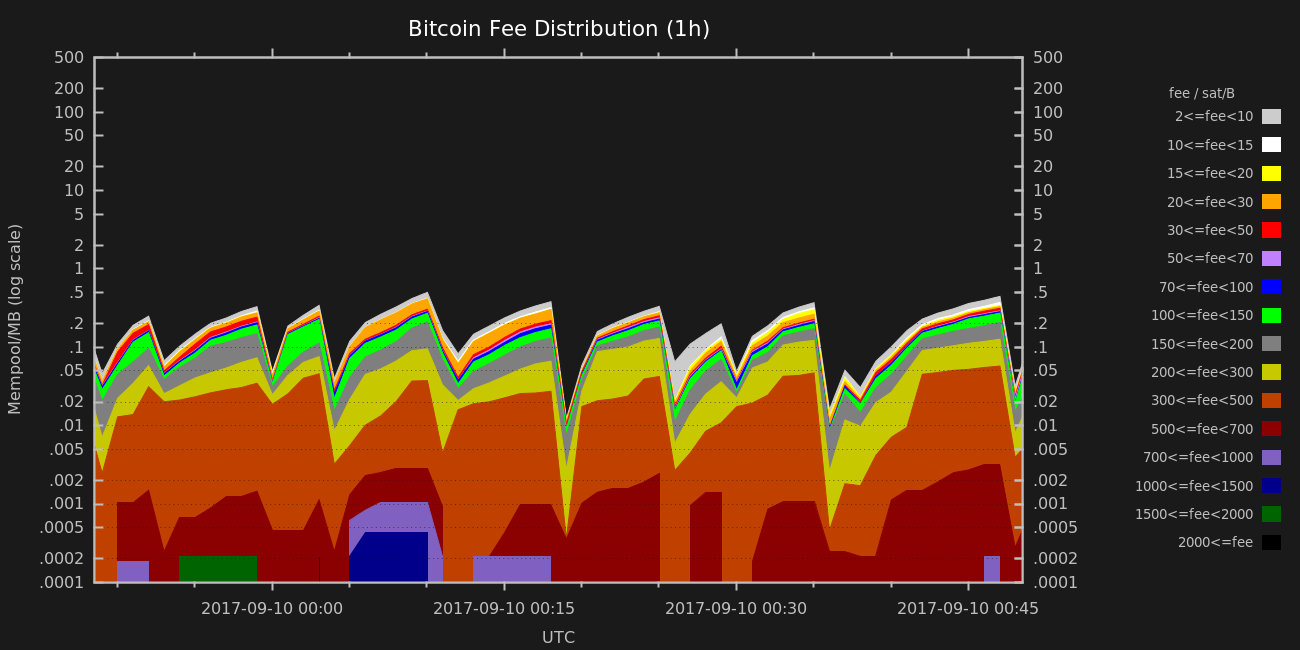 Bitcoin Fee Distribution (1h)
Mempool/MB (log scale)
500
200
100
50
20
10
5
2
1
.5
.2
.1
.05
.02
.01
.005
.002
.001
.0005
.0002
.0001
500
200
100
50
20
10
5
2
1
.5
.2
.1
.05
.02
.01
.005
.002
.001
.0005
.0002
.0001
2017-09-10 00:00
2017-09-10 00:15
2017-09-10 00:30
2017-09-10 00:45
UTC
fee / sat/B
2<=fee<10
10<=fee<15
15<=fee<20
20<=fee<30
30<=fee<50
50<=fee<70
70<=fee<100
100<=fee<150
150<=fee<200
200<=fee<300
300<=fee<500
500<=fee<700
700<=fee<1000
1000<=fee<1500
1500<=fee<2000
2000<=fee